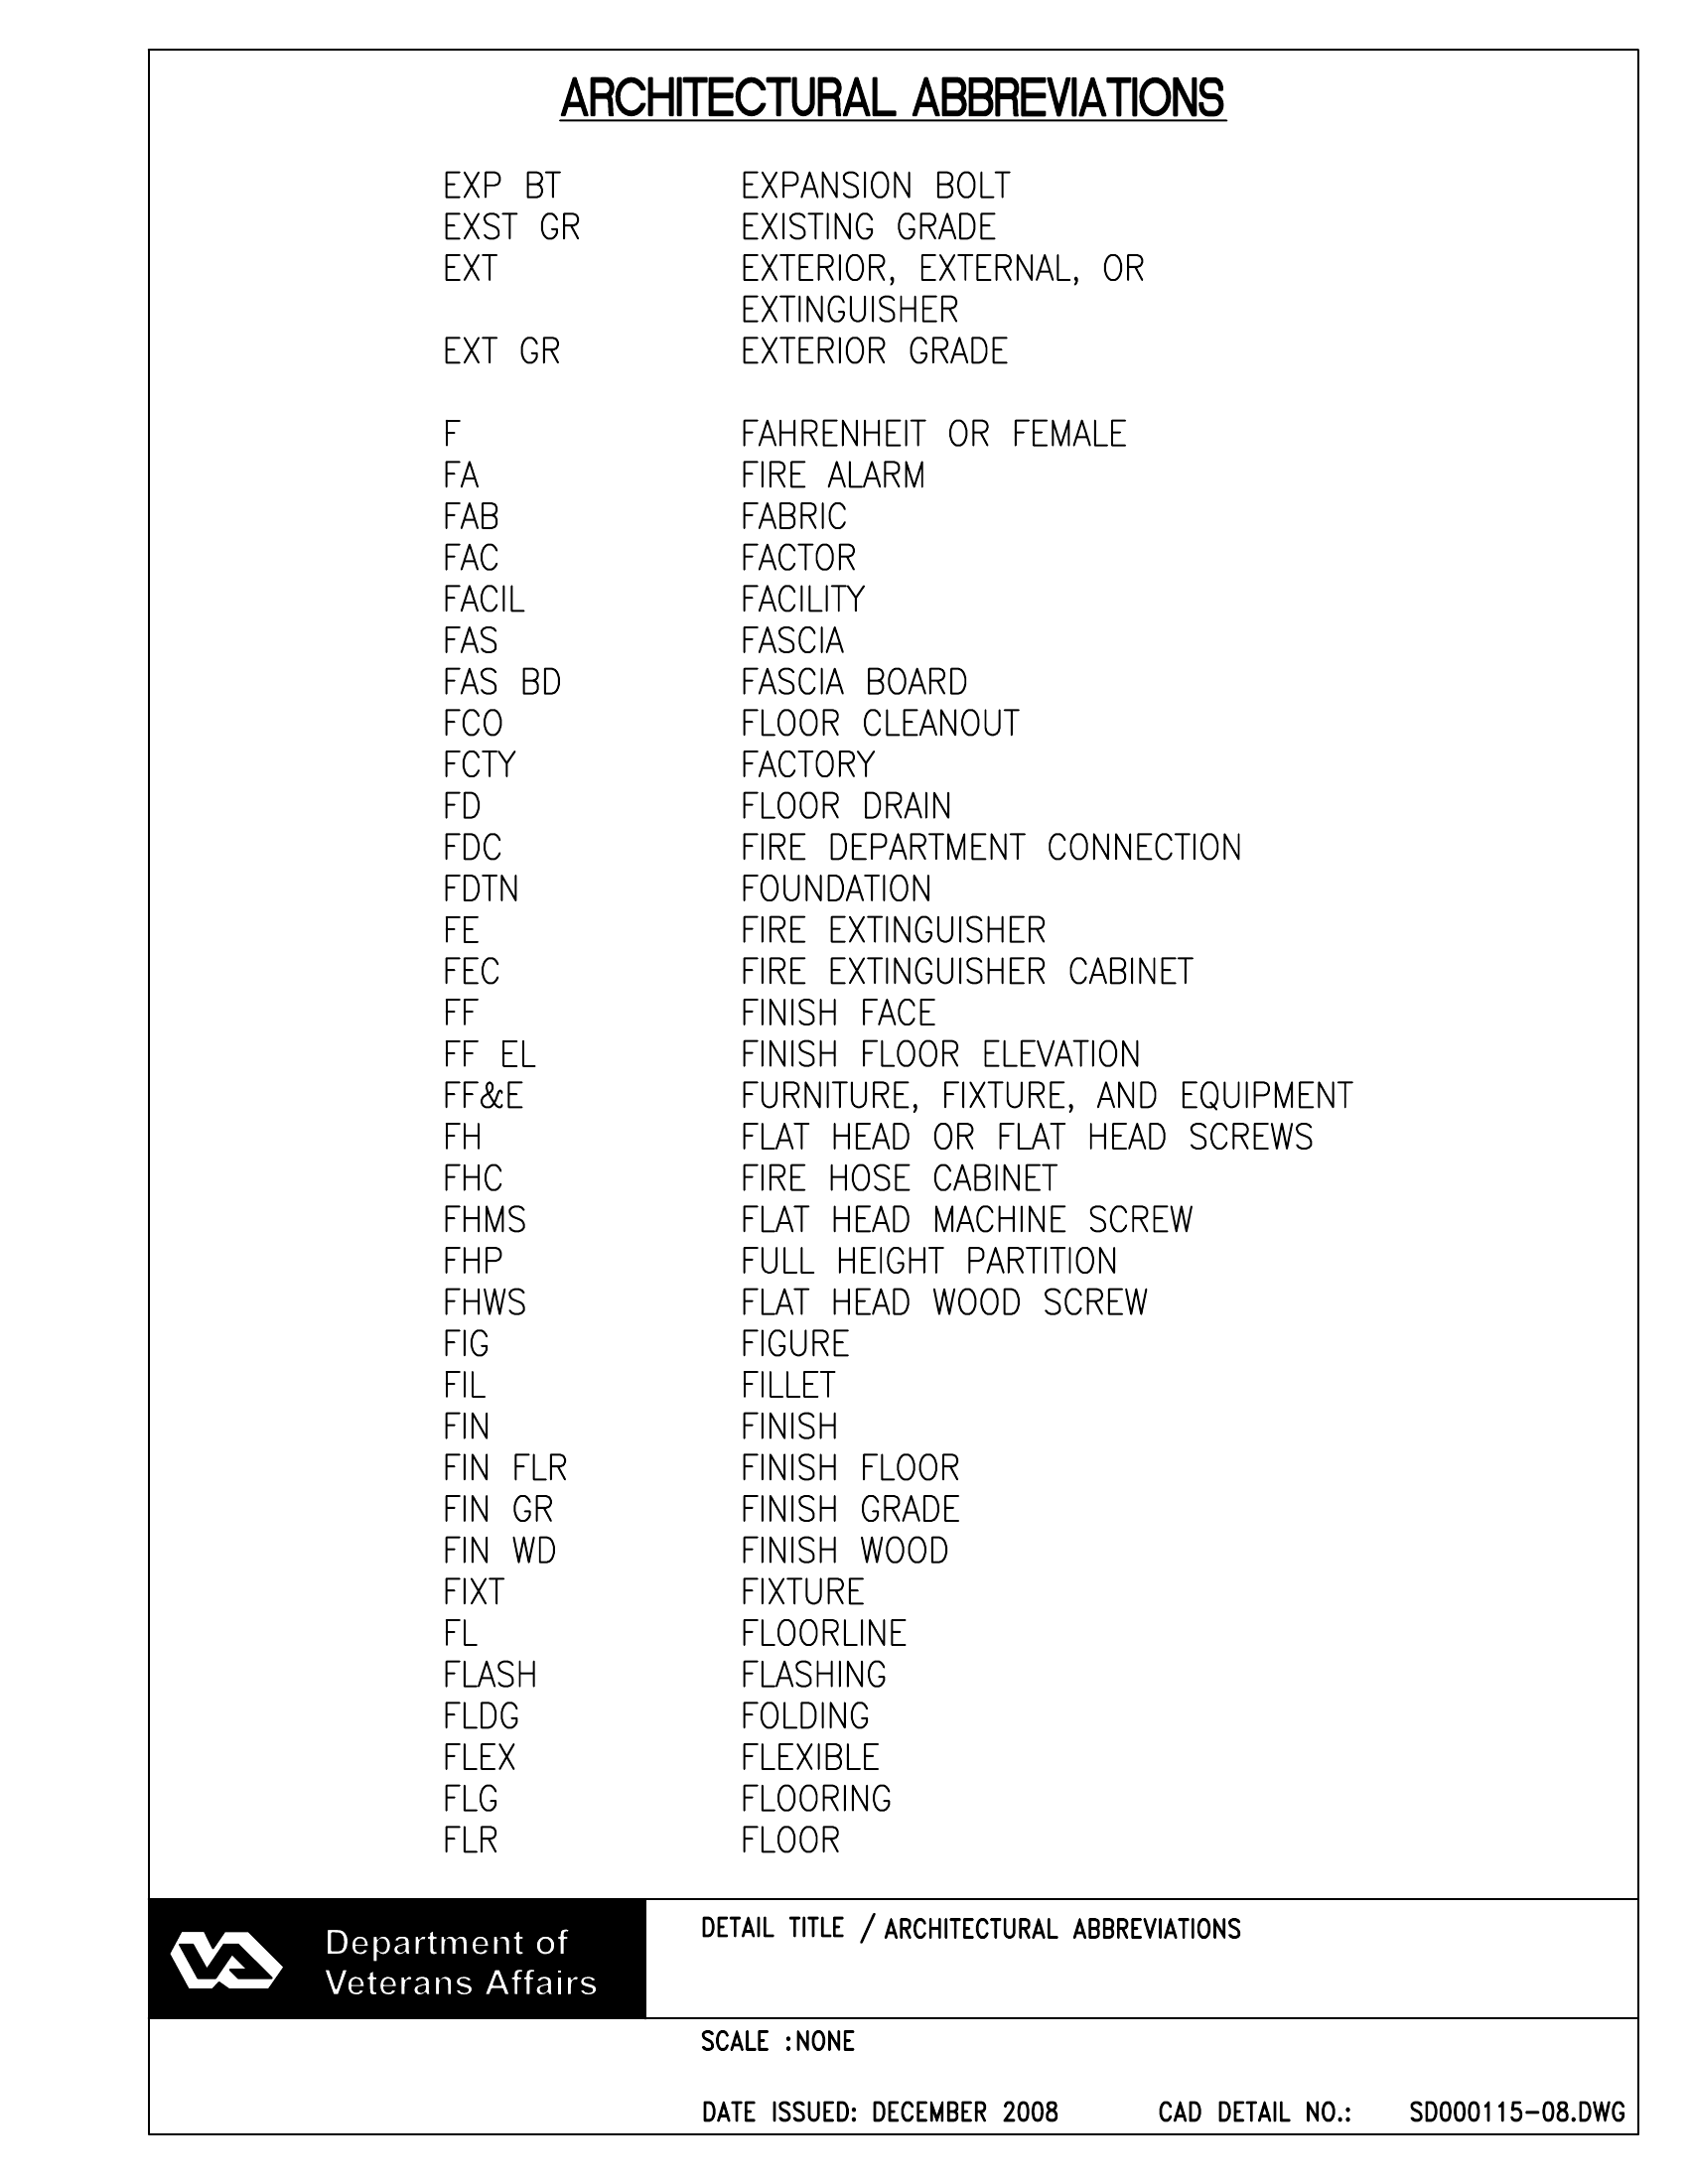 ARCHITECTURAL ABBREVIATIONS
EXP BT EXPANSION BOLT
EXST GR EXISTING GRADE
EXT EXTERIOR, EXTERNAL, OR
EXTINGUISHER
EXT GR EXTERIOR GRADE
F FAHRENHEIT OR FEMALE
FA FIRE ALARM
FAB FABRIC
FAC FACTOR
FACIL FACILITY
FAS FASCIA
FAS BD FASCIA BOARD
FCO FLOOR CLEANOUT
FCTY FACTORY
FD FLOOR DRAIN
FDC FIRE DEPARTMENT CONNECTION
FDTN FOUNDATION
FE FIRE EXTINGUISHER
FEC FIRE EXTINGUISHER CABINET
FF FINISH FACE
FF EL FINISH FLOOR ELEVATION
FF&E FURNITURE, FIXTURE, AND EQUIPMENT
FH FLAT HEAD OR FLAT HEAD SCREWS
FHC FIRE HOSE CABINET
FHMS FLAT HEAD MACHINE SCREW
FHP FULL HEIGHT PARTITION
FHWS FLAT HEAD WOOD SCREW
FIG FIGURE
FIL FILLET
FIN FINISH
FIN FLR FINISH FLOOR
FIN GR FINISH GRADE
FIN WD FINISH WOOD
FIXT FIXTURE
FL FLOORLINE
FLASH FLASHING
FLDG FOLDING
FLEX FLEXIBLE
FLG FLOORING
FLR FLOOR
Department of
Veterans Affairs
DETAIL TITLE / ARCHITECTURAL ABBREVIATIONS
SCALE :NONE
DATE ISSUED: DECEMBER 2008 CAD DETAIL NO.: SD000115-08.DWG